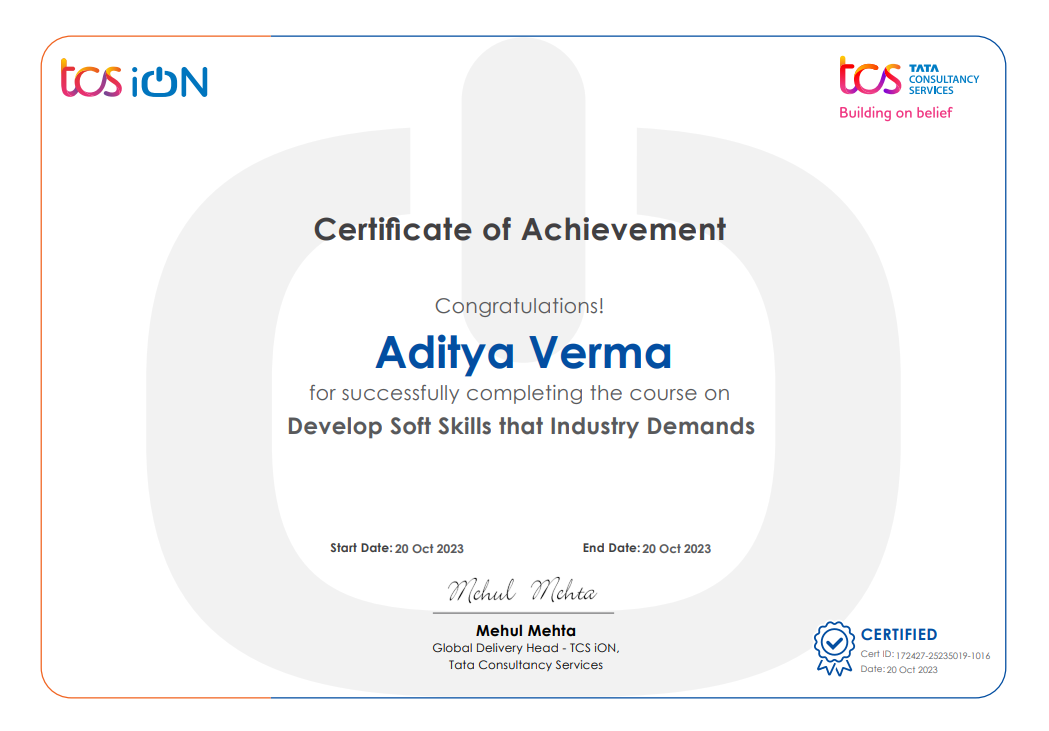 tcs iON
tcs TATA
CONSULTANCY
SERVICES
Building on belief
Certificate of Achievement
Congratulations!
Aditya Verma
for successfully completing the course on
Develop Soft Skills that Industry Demands
Start Date: 20 Oct 2023
End Date: 20 Oct 2023
Mehul Mehta
Mehul Mehta
Global Delivery Head - TCS iON,
Tata Consultancy Services
CERTIFIED
Cert ID: 172427-25235019-1016
Date: 20 Oct 2023